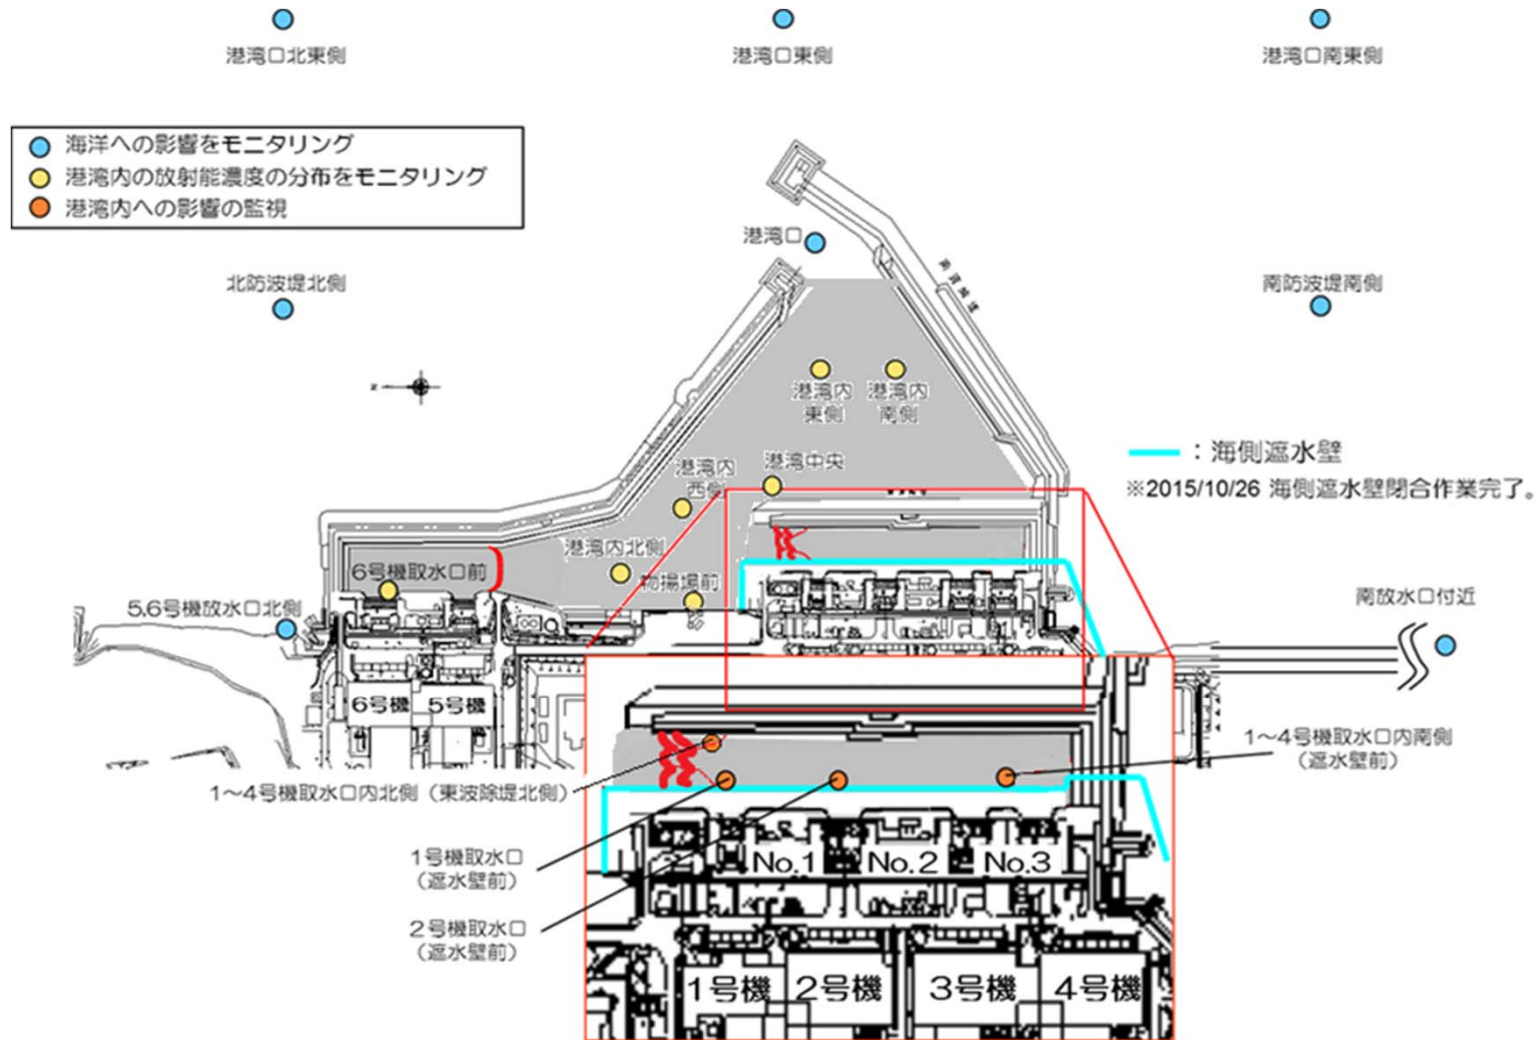 港湾口北東側
港湾口東側
港湾口南東側
海洋への影響をモニタリング
港湾内の放射能濃度の分布をモニタリング
港湾内への影響の監視
港湾口
北防波堤北側
南防波堤南側
港湾内
東側
港湾内
南側
：海側遮水壁
※2015/10/26 海側遮水壁閉合作業完了。
港湾中央
港湾内
西側
港湾内北側
物揚場前
6号機取水口前
5,6号機放水口北側
南放水口付近
6号機
5号機
1～4号機取水口内南側
（遮水壁前）
1～4号機取水口内北側（東波除堤北側）
1号機取水口
（遮水壁前）
2号機取水口
（遮水壁前）
No.1
No.2
No.3
1号機
2号機
3号機
4号機